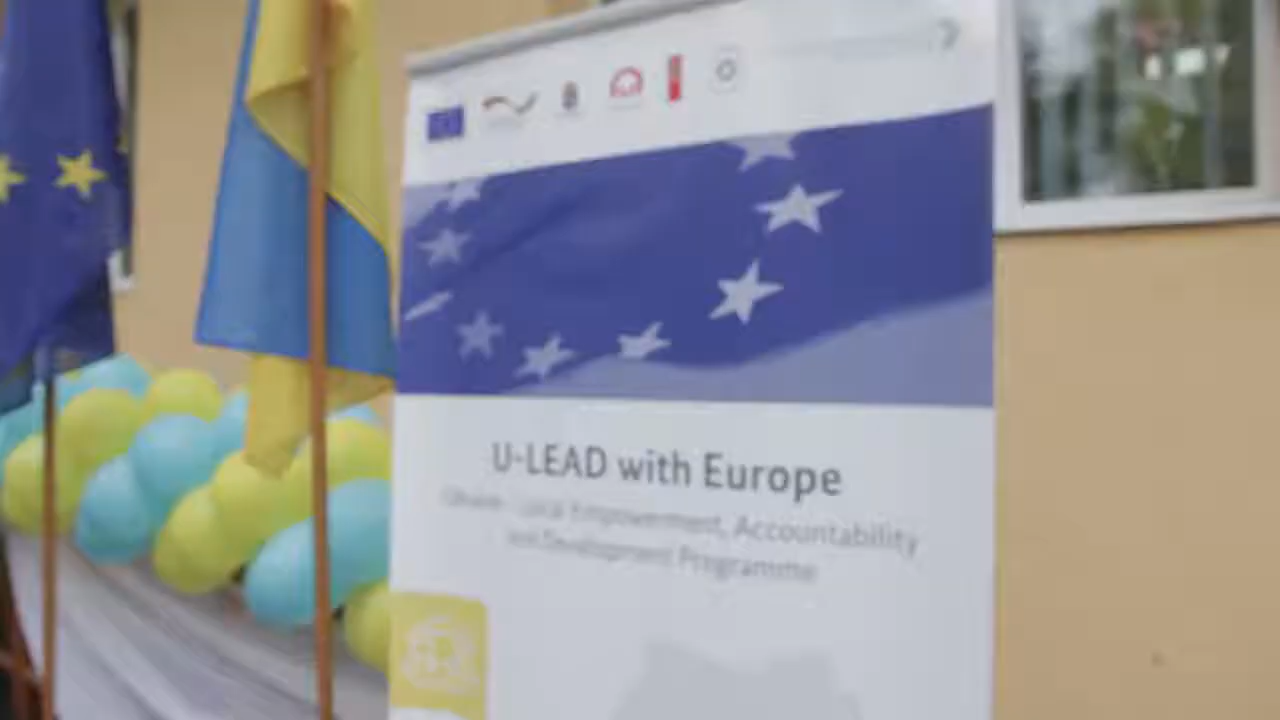 U-LEAD with Europe
Local Empowerment, Accountability
and Development Programme